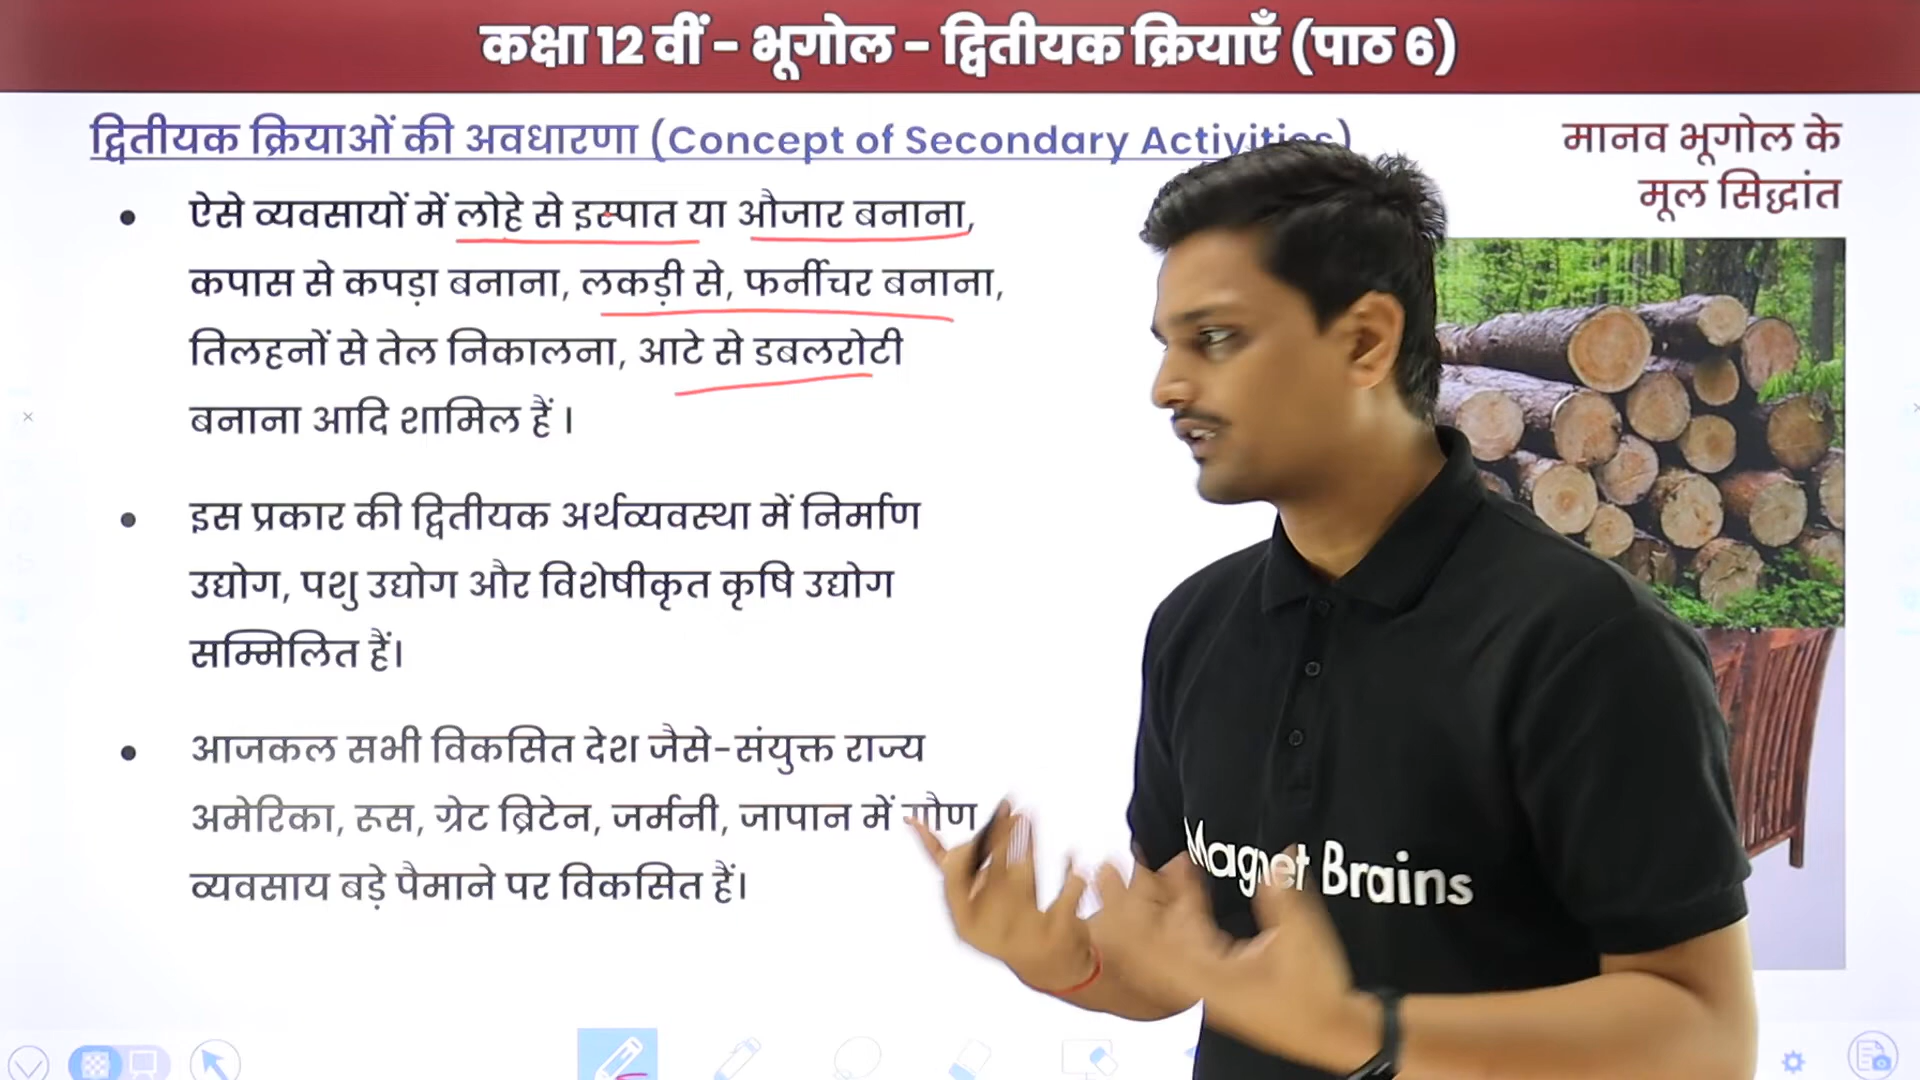 कक्षा 12 वीं - भूगोल - द्वितीयक क्रियाएँ (पाठ 6)
द्वितीयक क्रियाओं की अवधारणा (Concept of Secondary Activities)
मानव भूगोल के
मूल सिद्धांत
ऐसे व्यवसायों में लोहे से इस्पात या औजार बनाना,
कपास से कपड़ा बनाना, लकड़ी से, फर्नीचर बनाना,
तिलहनों से तेल निकालना, आटे से डबलरोटी
बनाना आदि शामिल हैं ।
इस प्रकार की द्वितीयक अर्थव्यवस्था में निर्माण
उद्योग, पशु उद्योग और विशेषीकृत कृषि उद्योग
सम्मिलित हैं।
आजकल सभी विकसित देश जैसे-संयुक्त राज्य
अमेरिका, रूस, ग्रेट ब्रिटेन, जर्मनी, जापान में गौण
व्यवसाय बड़े पैमाने पर विकसित हैं।
Magnet Brains